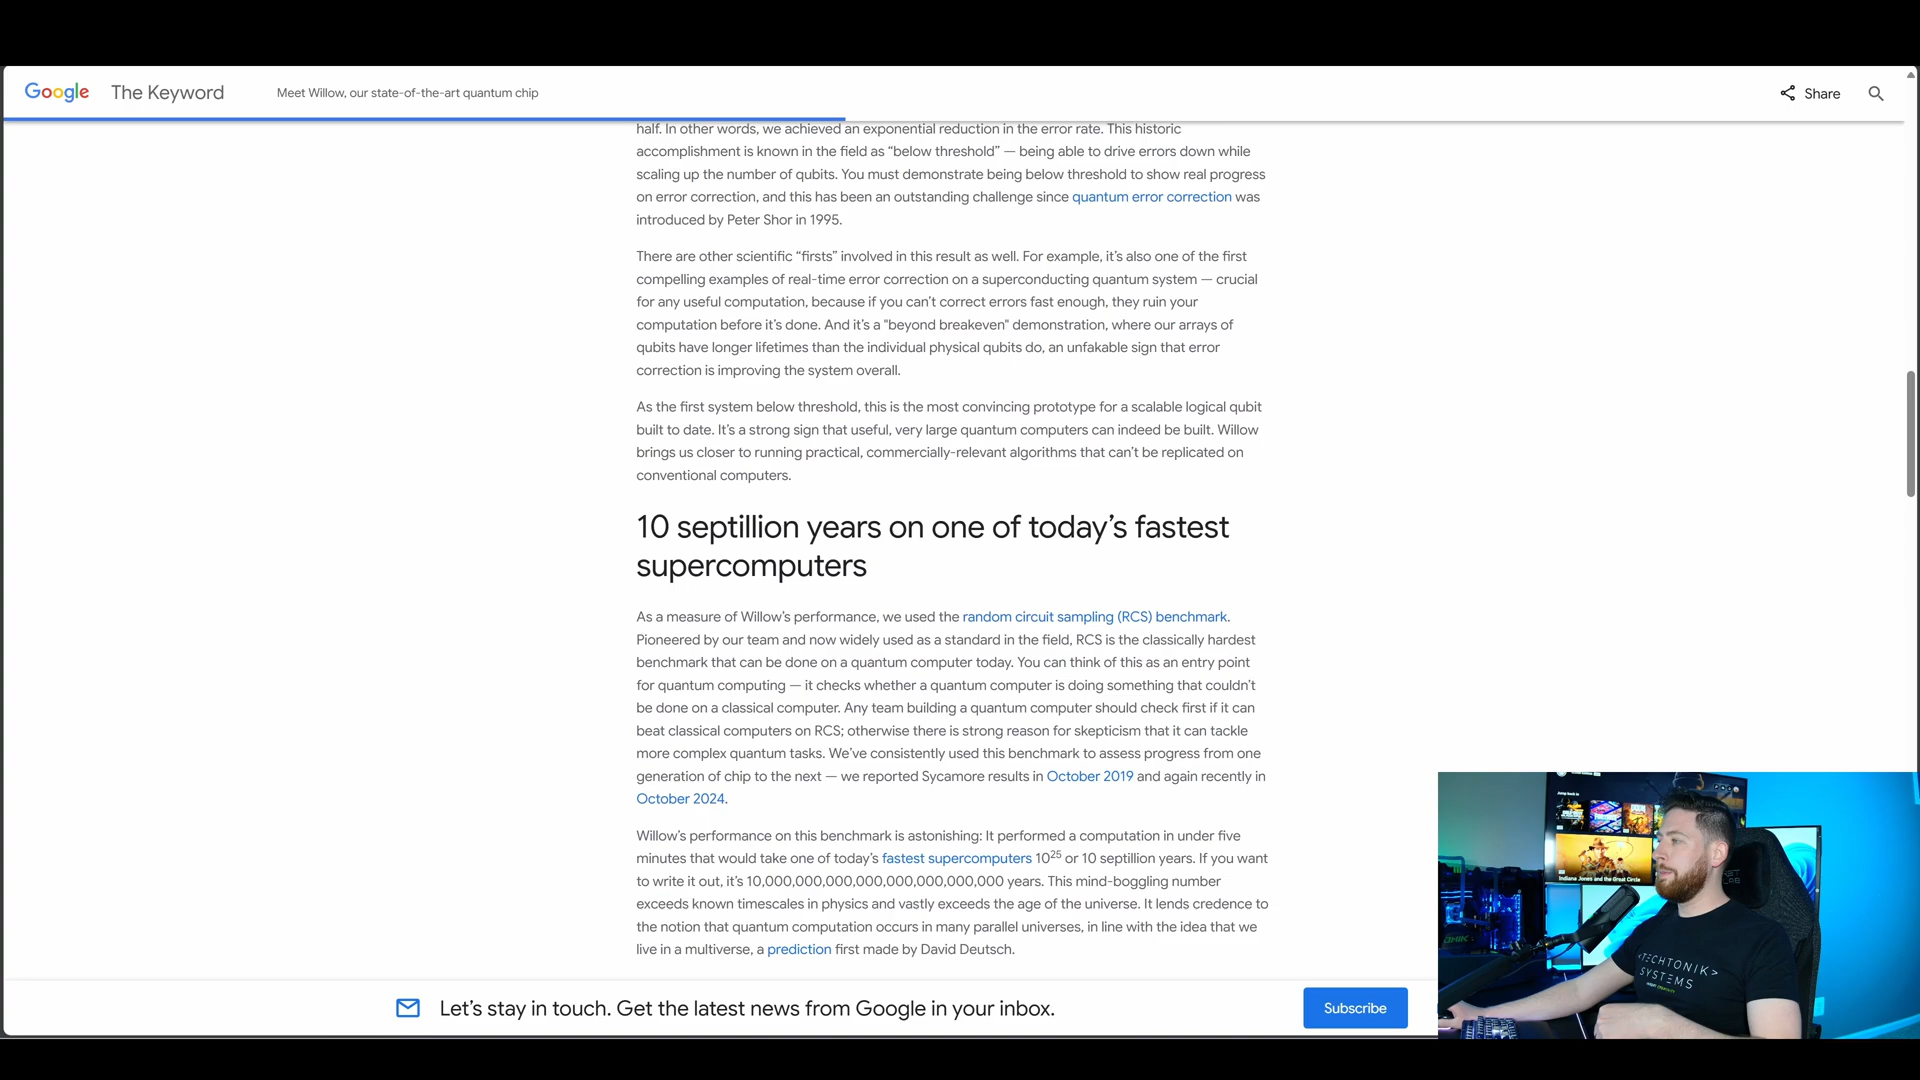 Google The Keyword Meet Willow, our state-of-the-art quantum chip Share
half. In other words, we achieved an exponential reduction in the error rate. This historic
accomplishment is known in the field as “below threshold” — being able to drive errors down while
scaling up the number of qubits. You must demonstrate being below threshold to show real progress
on error correction, and this has been an outstanding challenge since quantum error correction was
introduced by Peter Shor in 1995.
There are other scientific “firsts” involved in this result as well. For example, it’s also one of the first
compelling examples of real-time error correction on a superconducting quantum system — crucial
for any useful computation, because if you can’t correct errors fast enough, they ruin your
computation before it’s done. And it’s a "beyond breakeven" demonstration, where our arrays of
qubits have longer lifetimes than the individual physical qubits do, an unfakable sign that error
correction is improving the system overall.
As the first system below threshold, this is the most convincing prototype for a scalable logical qubit
built to date. It’s a strong sign that useful, very large quantum computers can indeed be built. Willow
brings us closer to running practical, commercially-relevant algorithms that can’t be replicated on
conventional computers.
10 septillion years on one of today’s fastest
supercomputers
As a measure of Willow’s performance, we used the random circuit sampling (RCS) benchmark.
Pioneered by our team and now widely used as a standard in the field, RCS is the classically hardest
benchmark that can be done on a quantum computer today. You can think of this as an entry point
for quantum computing — it checks whether a quantum computer is doing something that couldn’t
be done on a classical computer. Any team building a quantum computer should check first if it can
beat classical computers on RCS; otherwise there is strong reason for skepticism that it can tackle
more complex quantum tasks. We’ve consistently used this benchmark to assess progress from one
generation of chip to the next — we reported Sycamore results in October 2019 and again recently in
October 2024.
Willow’s performance on this benchmark is astonishing: It performed a computation in under five
minutes that would take one of today’s fastest supercomputers 10²⁵ or 10 septillion years. If you want
to write it out, it’s 10,000,000,000,000,000,000,000,000 years. This mind-boggling number
exceeds known timescales in physics and vastly exceeds the age of the universe. It lends credence to
the notion that quantum computation occurs in many parallel universes, in line with the idea that we
live in a multiverse, a prediction first made by David Deutsch.
Let’s stay in touch. Get the latest news from Google in your inbox. Subscribe
Jump back in
Indiana Jones and the Great Circle
<TECHTONIK>
SYSTEMS